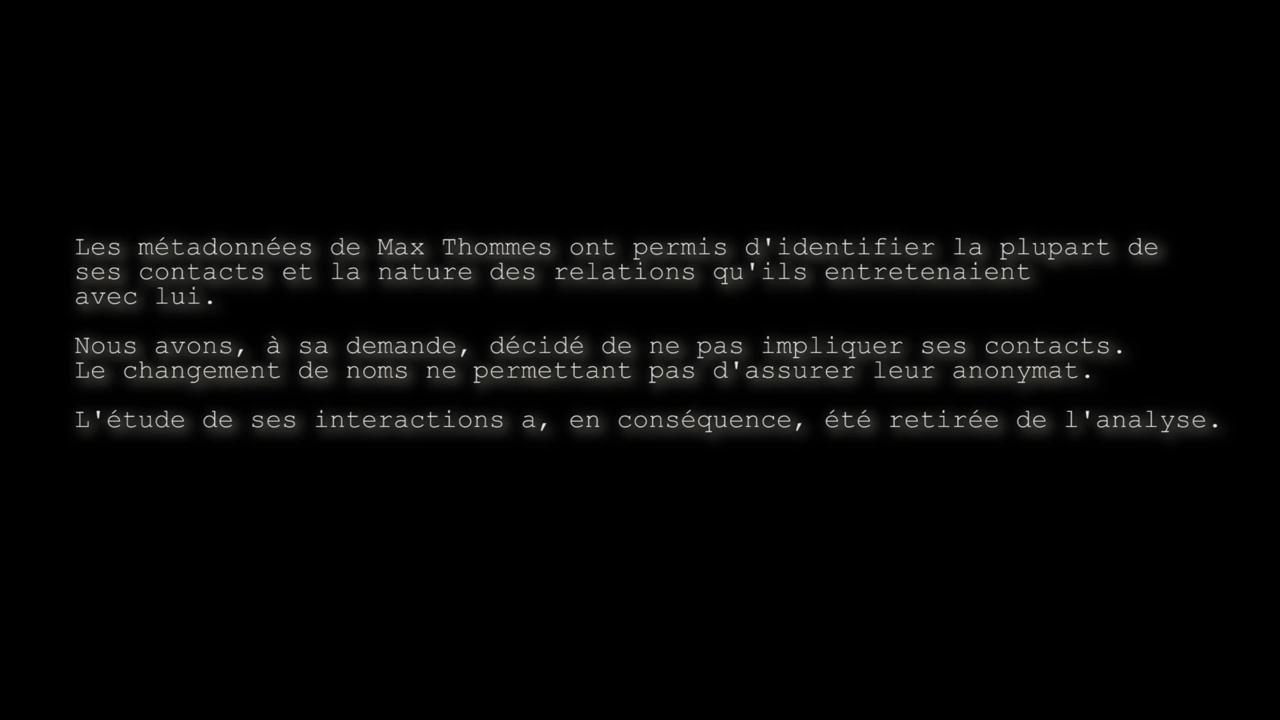 Les métadonnées de Max Thommes ont permis d'identifier la plupart de
ses contacts et la nature des relations qu'ils entretenaient
avec lui.
Nous avons, à sa demande, décidé de ne pas impliquer ses contacts.
Le changement de noms ne permettant pas d'assurer leur anonymat.
L'étude de ses interactions a, en conséquence, été retirée de l'analyse.